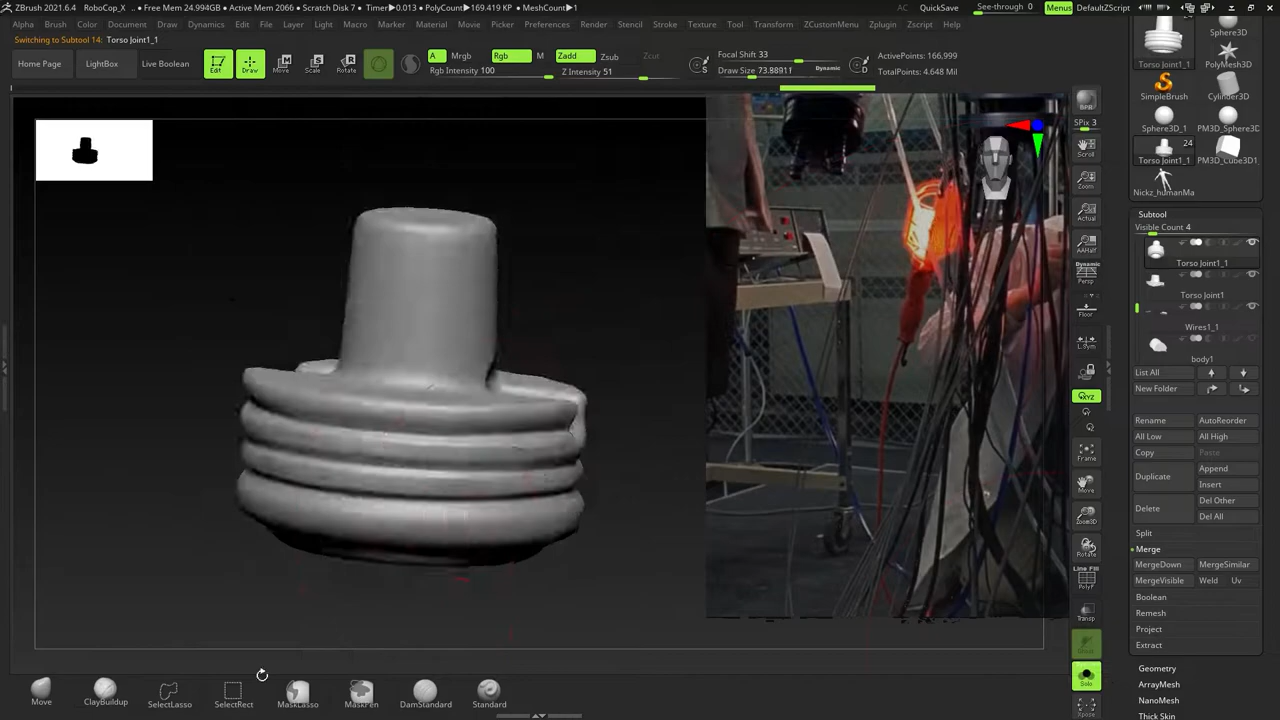 ZBrush 2021.6.4 RoboCop_X .. • Free Mem 24.994GB • Active Mem 2066 • Scratch Disk 7 • Timer▶0.013 • PolyCount▶169.419 KP • MeshCount▶1
AC QuickSave See-through 0 Menus DefaultZScript
Alpha Brush Color Document Draw Dynamics Edit File Layer Light Macro Marker Material Movie Picker Preferences Render Stencil Stroke Texture Tool Transform ZCustomMenu Zplugin Zscript Help
Switching to Subtool 14: Torso Joint1_1
Home Page LightBox Live Boolean Edit Draw Move Scale Rotate
A Rgb M Zadd Zsub Zcut
Rgb Intensity 100 Z Intensity 51
Focal Shift 33
Draw Size 73.88911 Dynamic
S D
ActivePoints: 166,999
TotalPoints: 4.648 Mil
BPR
SPix 3
Scroll
Zoom
Actual
AAHalf
Dynamic
Persp
Floor
L.Sym
XYZ
Frame
Move
Zoom3D
Rotate
Line Fill
PolyF
Transp
Solo
Xpose
Sphere3D
Torso Joint1_1 PolyMesh3D
SimpleBrush Cylinder3D
Sphere3D_1 PM3D_Sphere3D
24
Torso Joint1_1 PM3D_Cube3D1
Nickz_humanMa
Subtool
Visible Count 4
Torso Joint1_1
Torso Joint1
Wires1_1
body1
List All
New Folder
Rename AutoReorder
All Low All High
Copy Paste
Duplicate Append
Insert
Delete Del Other
Del All
Split
Merge
MergeDown MergeSimilar
MergeVisible Weld Uv
Boolean
Remesh
Project
Extract
Geometry
ArrayMesh
NanoMesh
Thick Skin
Move ClayBuildup SelectLasso SelectRect MaskLasso MaskPen DamStandard Standard